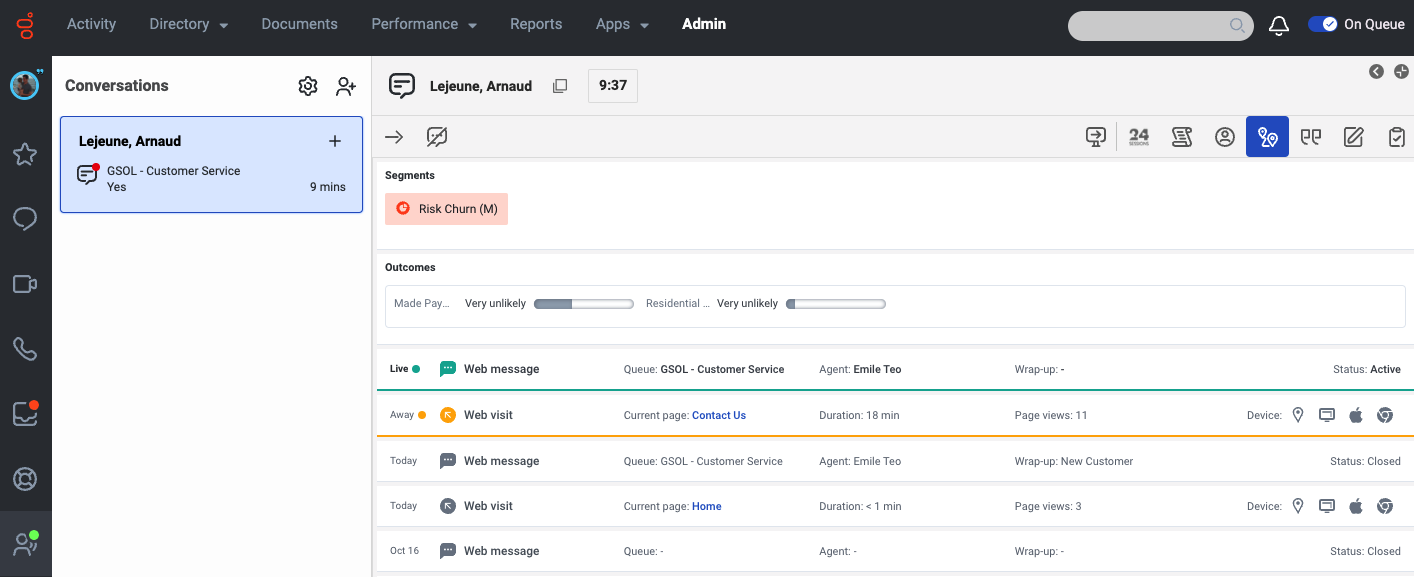 Activity Directory Documents Performance Reports Apps Admin On Queue
Conversations
Lejeune, Arnaud
GSOL - Customer Service
Yes 9 mins
Lejeune, Arnaud 9:37
24
SESSIONS
Segments
Risk Churn (M)
Outcomes
Made Pay... Very unlikely Residential ... Very unlikely
Live Web message Queue: GSOL - Customer Service Agent: Emile Teo Wrap-up: - Status: Active
Away Web visit Current page: Contact Us Duration: 18 min Page views: 11 Device:
Today Web message Queue: GSOL - Customer Service Agent: Emile Teo Wrap-up: New Customer Status: Closed
Today Web visit Current page: Home Duration: < 1 min Page views: 3 Device:
Oct 16 Web message Queue: - Agent: - Wrap-up: - Status: Closed